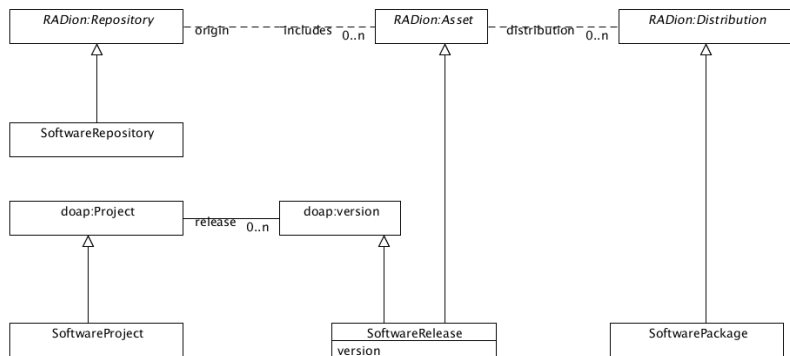 RADion:Repository
origin
includes
0..n
RADion:Asset
distribution
0..n
RADion:Distribution
SoftwareRepository
doap:Project
release
0..n
doap:version
SoftwareProject
SoftwareRelease
version
SoftwarePackage